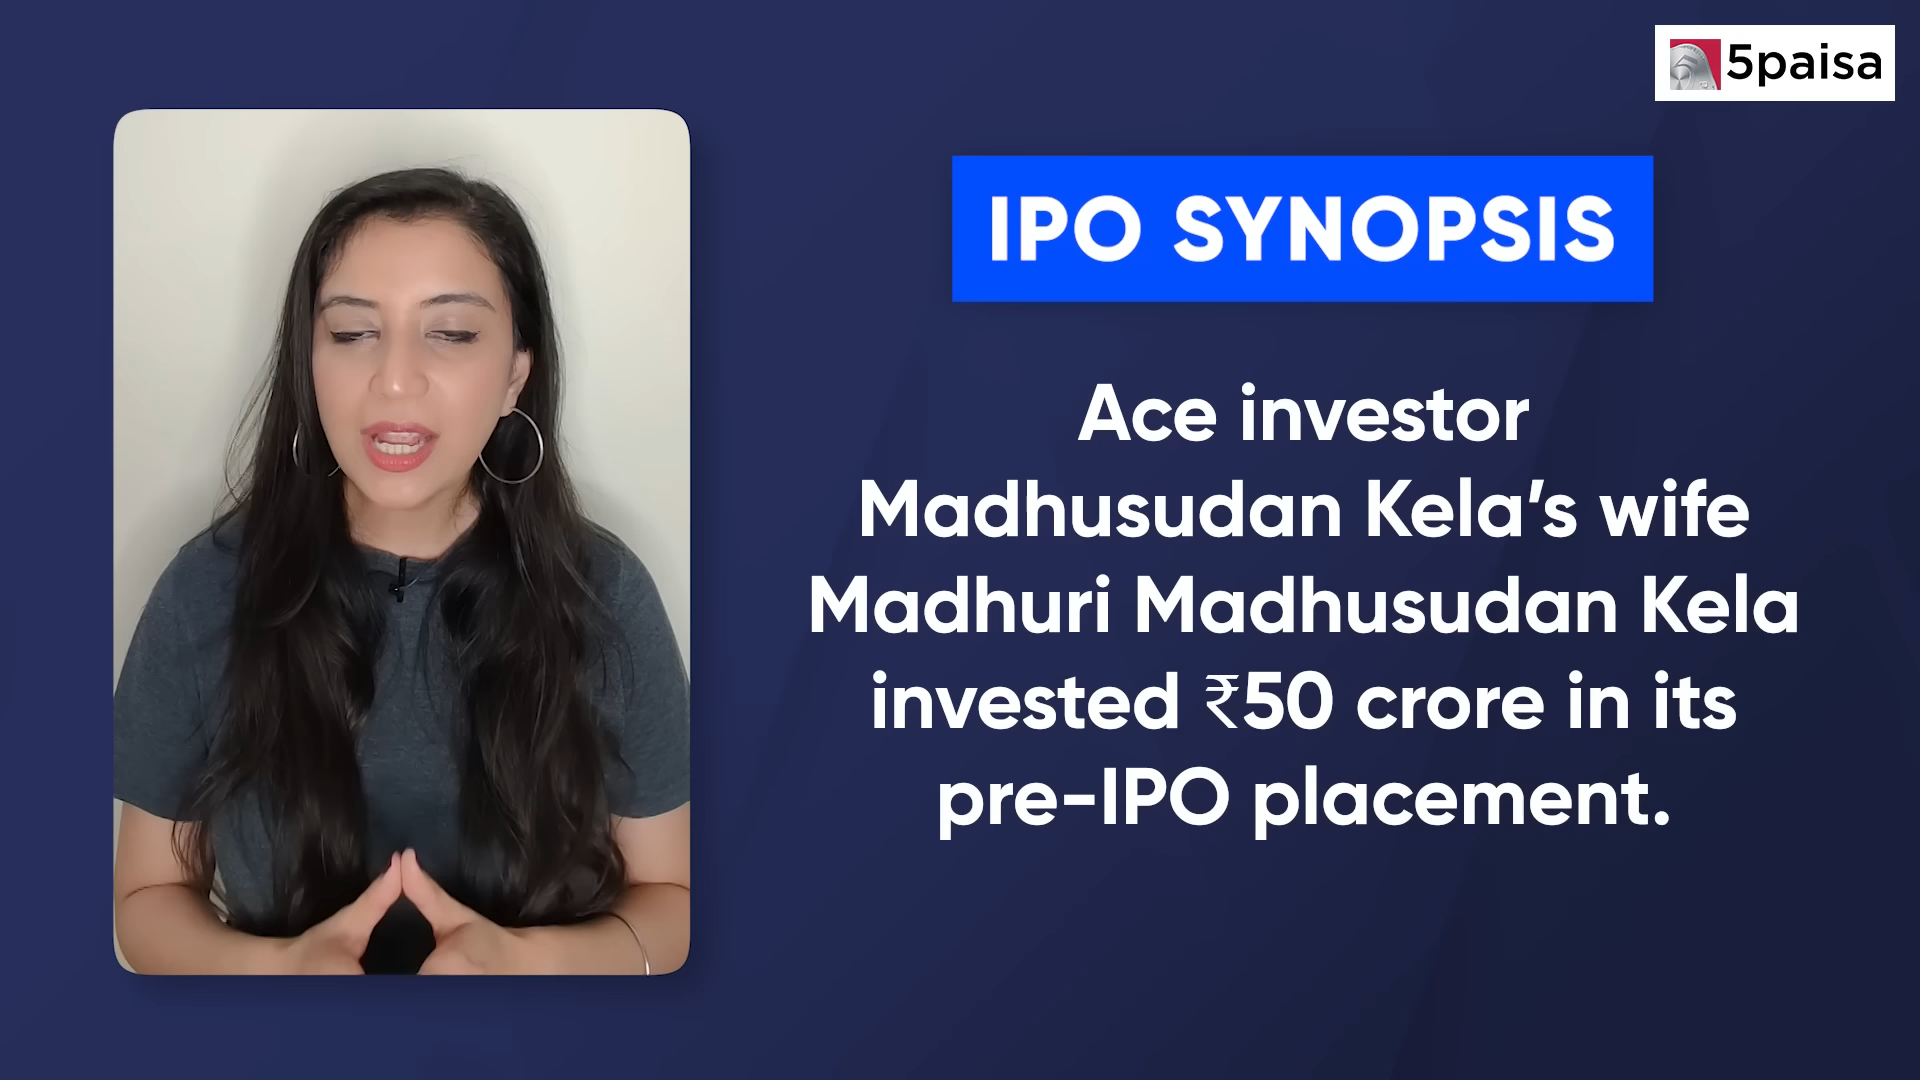 5paisa
IPO SYNOPSIS
Ace investor
Madhusudan Kela’s wife
Madhuri Madhusudan Kela
invested ₹50 crore in its
pre-IPO placement.